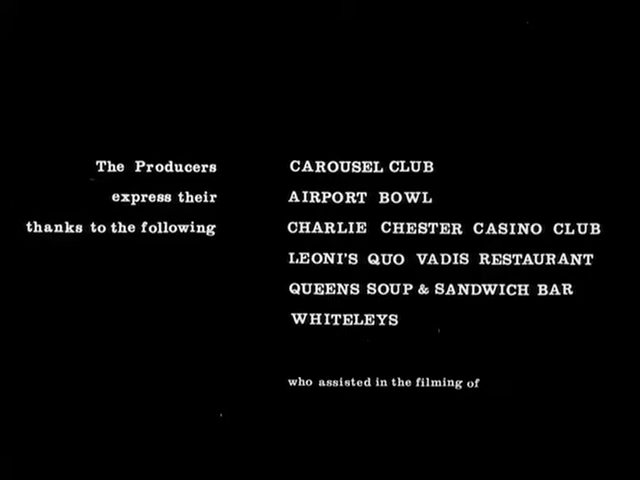 The Producers
express their
thanks to the following
CAROUSEL CLUB
AIRPORT BOWL
CHARLIE CHESTER CASINO CLUB
LEONI'S QUO VADIS RESTAURANT
QUEENS SOUP & SANDWICH BAR
WHITELEYS
who assisted in the filming of